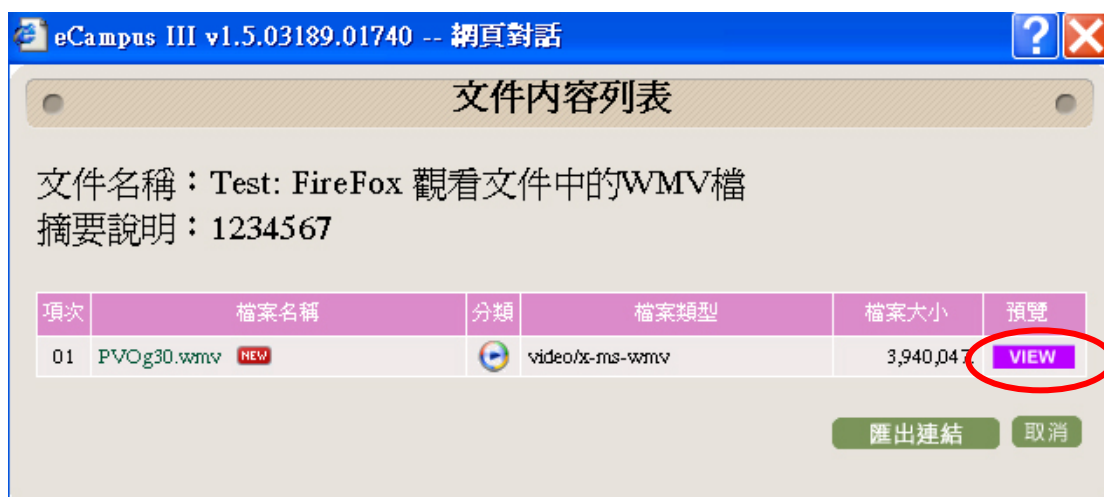 eCampus III v1.5.03189.01740 -- 網頁對話
文件內容列表
文件名稱：Test: FireFox 觀看文件中的WMV檔
摘要說明：1234567
項次 檔案名稱 分類 檔案類型 檔案大小 預覽
01 PVOg30.wmv NEW video/x-ms-wmv 3,940,047 VIEW
匯出連結 取消